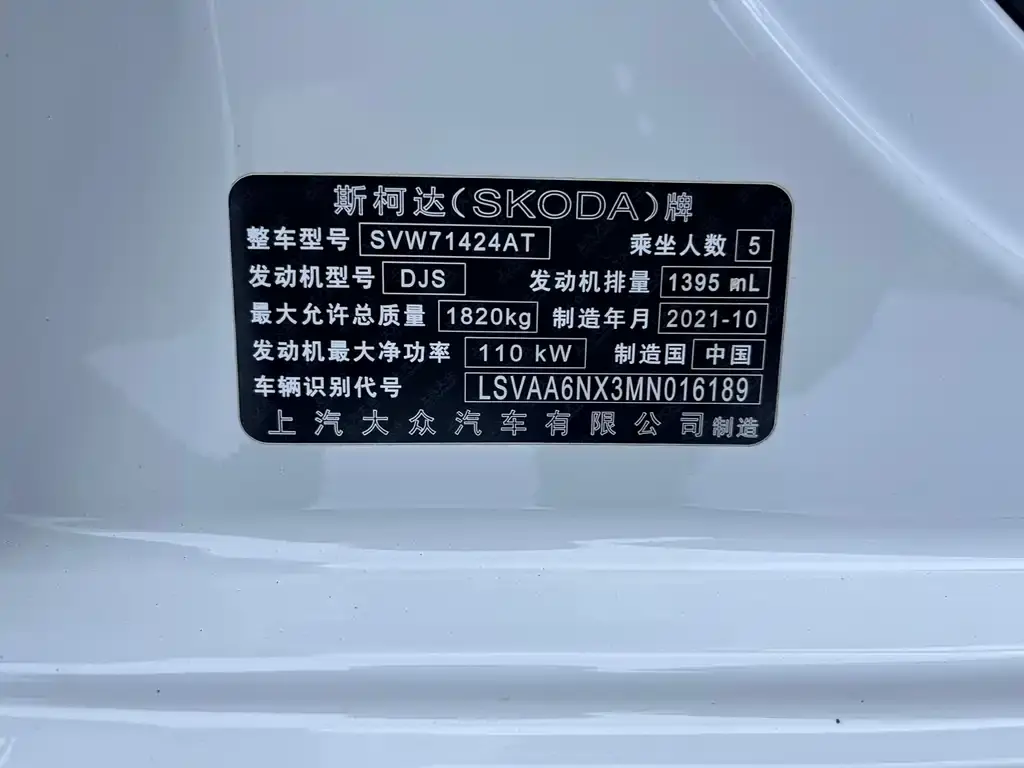 斯柯达(SKODA)牌
整车型号 SVW71424AT 乘坐人数 5
发动机型号 DJS 发动机排量 1395 mL
最大允许总质量 1820kg 制造年月 2021-10
发动机最大净功率 110 kW 制造国 中国
车辆识别代号 LSVAA6NX3MN016189
上汽大众汽车有限公司 制造